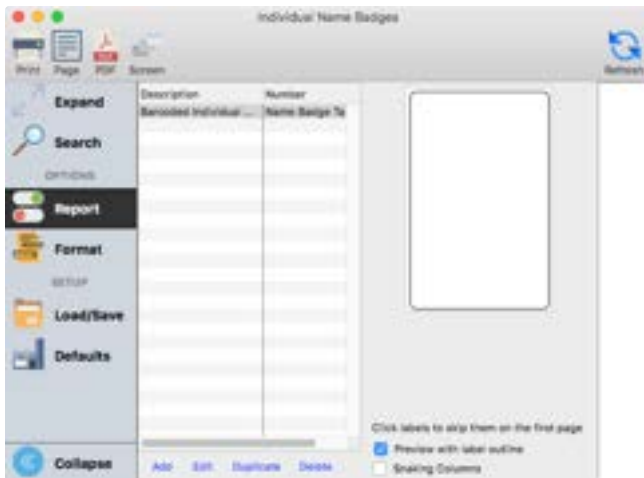 Individual Name Badges
Print Page PDF Screen Refresh
Expand
Search
OPTIONS
Report
Format
SETUP
Load/Save
Defaults
Collapse
Description Number
Barcoded Individual ... Name Badge Ta
Add Edit Duplicate Delete
Click labels to skip them on the first page
Preview with label outline
Snaking Columns